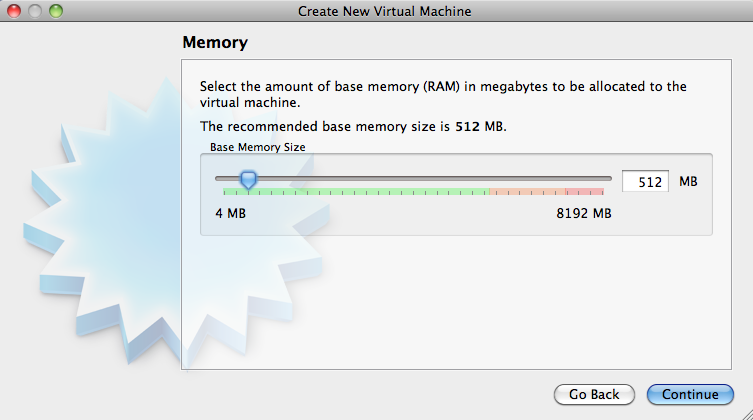 Create New Virtual Machine
Memory
Select the amount of base memory (RAM) in megabytes to be allocated to the
virtual machine.
The recommended base memory size is 512 MB.
Base Memory Size
512 MB
4 MB 8192 MB
Go Back Continue